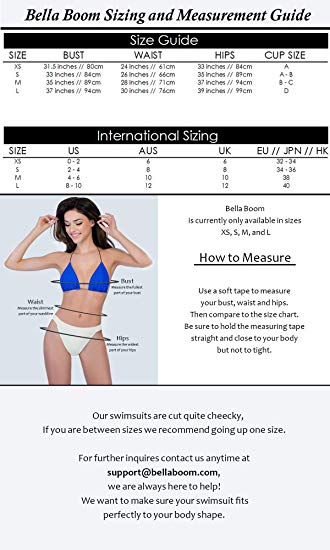 Bella Boom Sizing and Measurement Guide
Size Guide
SIZE BUST WAIST HIPS CUP SIZE
XS 31.5 inches // 80cm 24 inches // 61cm 33 inches // 84cm A
S 33 inches // 84cm 26 inches // 66cm 35 inches // 89cm A - B
M 35 inches // 89cm 28 inches // 71cm 37 inches // 94cm B - C
L 37 inches // 94cm 30 inches // 76cm 39 inches // 99cm D
International Sizing
SIZE US AUS UK EU // JPN // HK
XS 0 - 2 6 6 32 - 34
S 2 - 4 8 8 34 - 36
M 4 - 6 10 10 38
L 8 - 10 12 12 40
Bella Boom
is currently only available in sizes
XS, S, M, and L
How to Measure
Use a soft tape to measure
your bust, waist and hips.
Then compare to the size chart.
Be sure to hold the measuring tape
straight and close to your body
but not to tight.
Bust
Measure the fullest
part of your bust
Waist
Measure the slimmest
part of your waistline
Hips
Measure the widest
part of your hips
Our swimsuits are cut quite cheeky,
If you are between sizes we recommend going up one size.
For further inquires contact us anytime at
support@bellaboom.com,
we are always here to help!
We want to make sure your swimsuit fits
perfectly to your body shape.